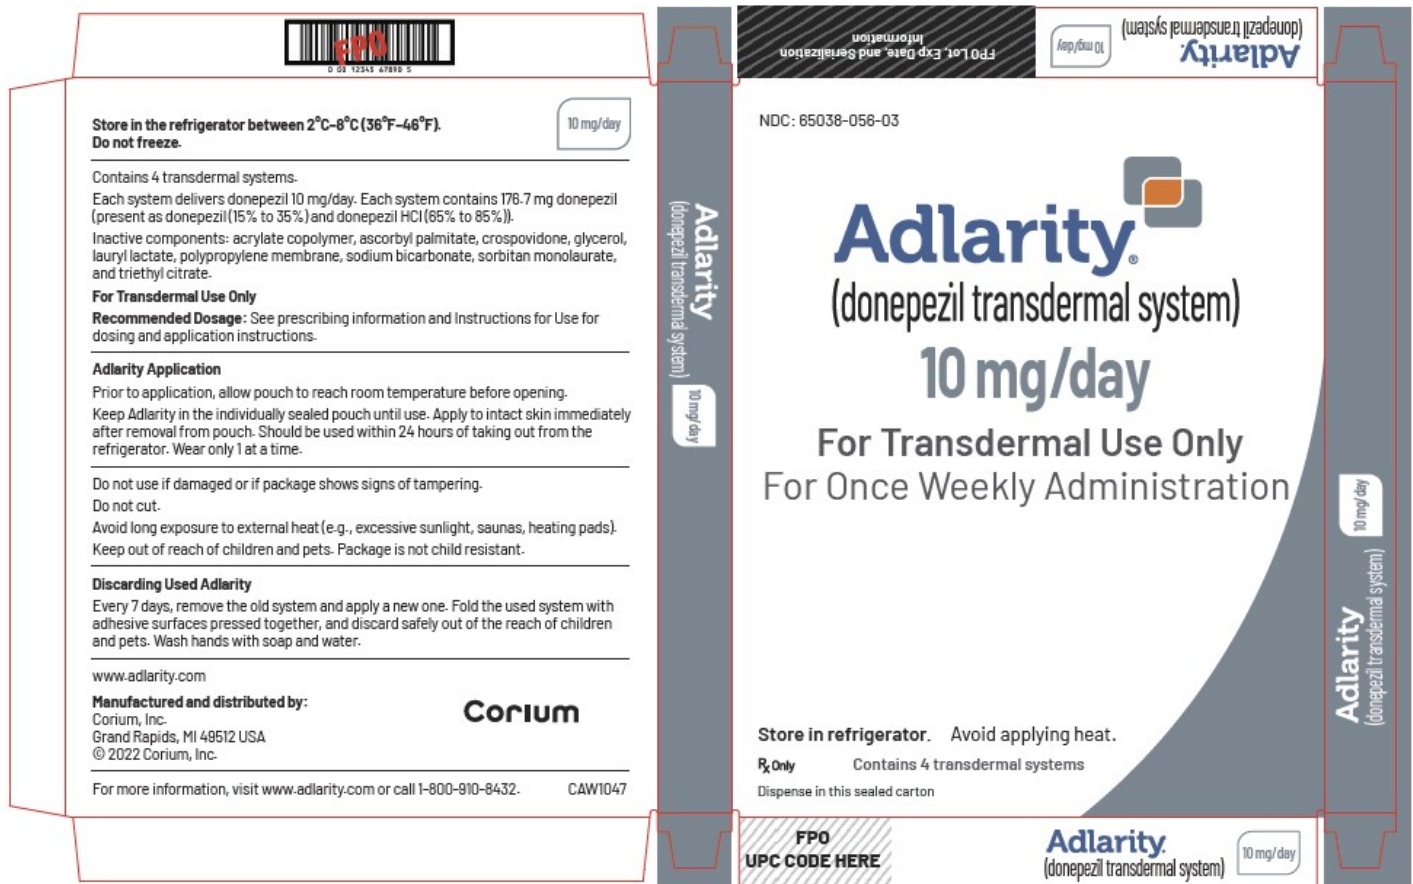 FPO
0 00 12345 67890 5
Store in the refrigerator between 2°C-8°C (36°F-46°F).
Do not freeze.
10 mg/day
Contains 4 transdermal systems.
Each system delivers donepezil 10 mg/day. Each system contains 176.7 mg donepezil
(present as donepezil (15% to 35%) and donepezil HCl (65% to 85%)).
Inactive components: acrylate copolymer, ascorbyl palmitate, crospovidone, glycerol,
lauryl lactate, polypropylene membrane, sodium bicarbonate, sorbitan monolaurate,
and triethyl citrate.
For Transdermal Use Only
Recommended Dosage: See prescribing information and Instructions for Use for
dosing and application instructions.
Adlarity Application
Prior to application, allow pouch to reach room temperature before opening.
Keep Adlarity in the individually sealed pouch until use. Apply to intact skin immediately
after removal from pouch. Should be used within 24 hours of taking out from the
refrigerator. Wear only 1 at a time.
Do not use if damaged or if package shows signs of tampering.
Do not cut.
Avoid long exposure to external heat (e.g., excessive sunlight, saunas, heating pads).
Keep out of reach of children and pets. Package is not child resistant.
Discarding Used Adlarity
Every 7 days, remove the old system and apply a new one. Fold the used system with
adhesive surfaces pressed together, and discard safely out of the reach of children
and pets. Wash hands with soap and water.
www.adlarity.com
Manufactured and distributed by:
Corium, Inc.
Grand Rapids, MI 49512 USA
© 2022 Corium, Inc.
Corium
For more information, visit www.adlarity.com or call 1-800-910-8432.
CAW1047
Adlarity
(donepezil transdermal system)
10 mg/day
FPO Lot, Exp Date, and Serialization
Information
Adlarity.
(donepezil transdermal system)
10 mg/day
NDC: 65038-056-03
Adlarity®
(donepezil transdermal system)
10 mg/day
For Transdermal Use Only
For Once Weekly Administration
Store in refrigerator. Avoid applying heat.
Rx Only
Contains 4 transdermal systems
Dispense in this sealed carton
FPO
UPC CODE HERE
Adlarity.
(donepezil transdermal system)
10 mg/day
Adlarity
(donepezil transdermal system)
10 mg/day